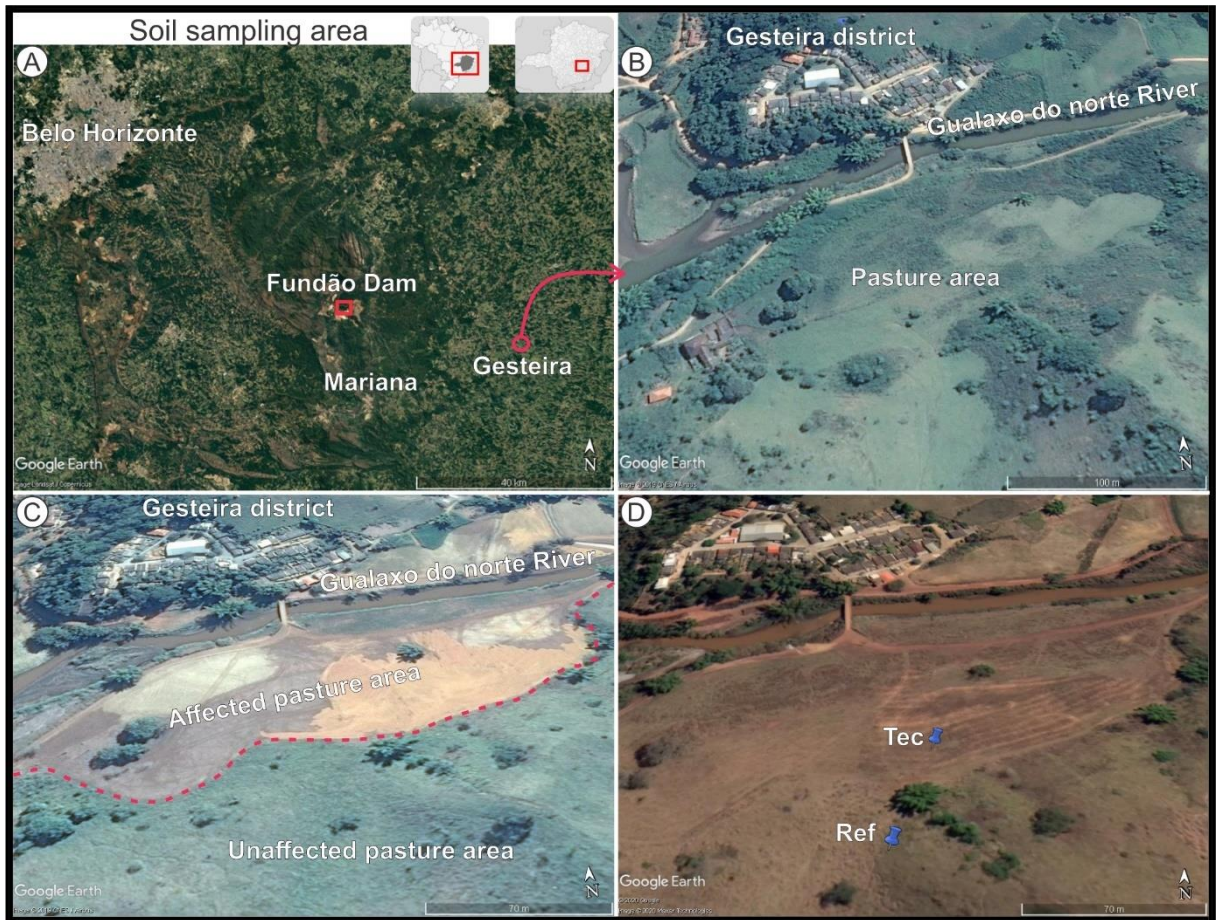 Soil sampling area
A
Belo Horizonte
Fundão Dam
Mariana
Gesteira
Google Earth
40 km
N
B
Gesteira district
Gualaxo do norte River
Pasture area
Google Earth
100 m
N
C
Gesteira district
Gualaxo do norte River
Affected pasture area
Unaffected pasture area
Google Earth
70 m
N
D
Tec
Ref
Google Earth
70 m
N